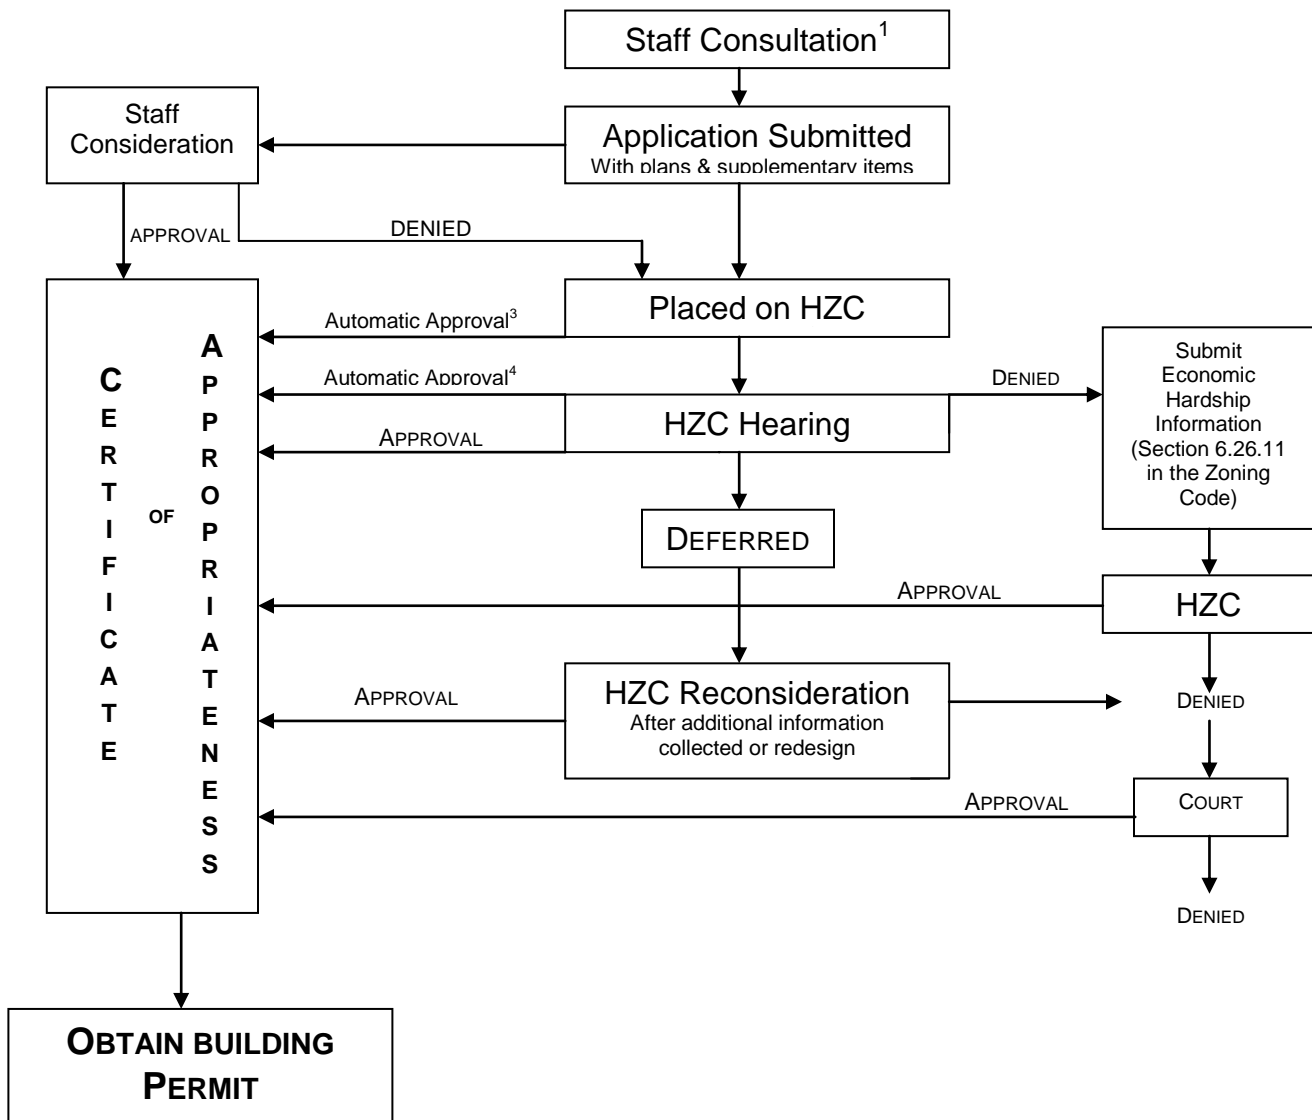 Staff Consultation1
Staff
Consideration
Application Submitted
With plans & supplementary items
APPROVAL
DENIED
Placed on HZC
Automatic Approval3
Automatic Approval4
APPROVAL
HZC Hearing
DENIED
Submit
Economic
Hardship
Information
(Section 6.26.11
in the Zoning
Code)
CERTIFICATE
OF
APPROPRIATENESS
DEFERRED
APPROVAL
HZC
HZC Reconsideration
After additional information
collected or redesign
APPROVAL
DENIED
APPROVAL
COURT
DENIED
OBTAIN BUILDING
PERMIT